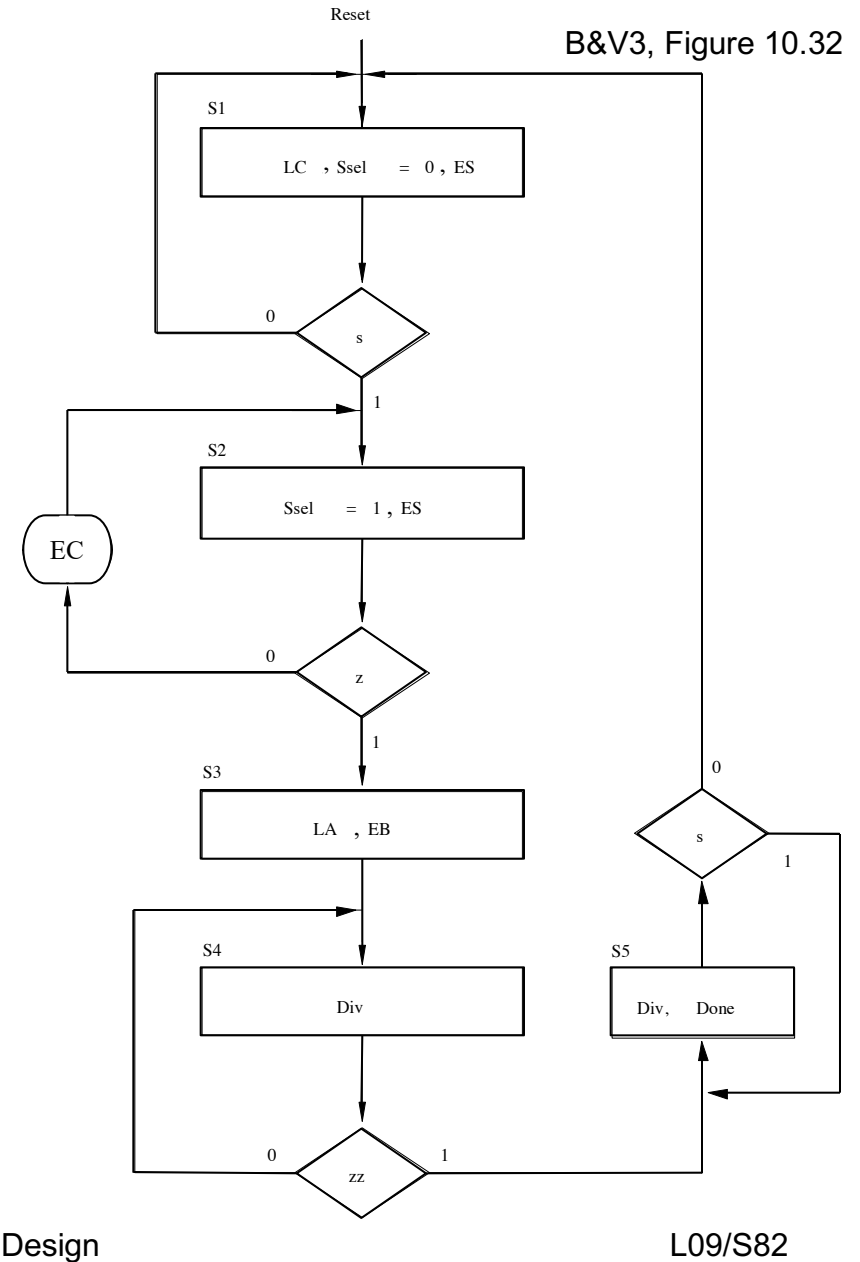 Reset
B&V3, Figure 10.32
S1
LC , Ssel = 0 , ES
0
s
1
S2
Ssel = 1 , ES
EC
0
z
1
S3
LA , EB
0
s
1
S4
Div
S5
Div, Done
0
zz
1
Design
L09/S82